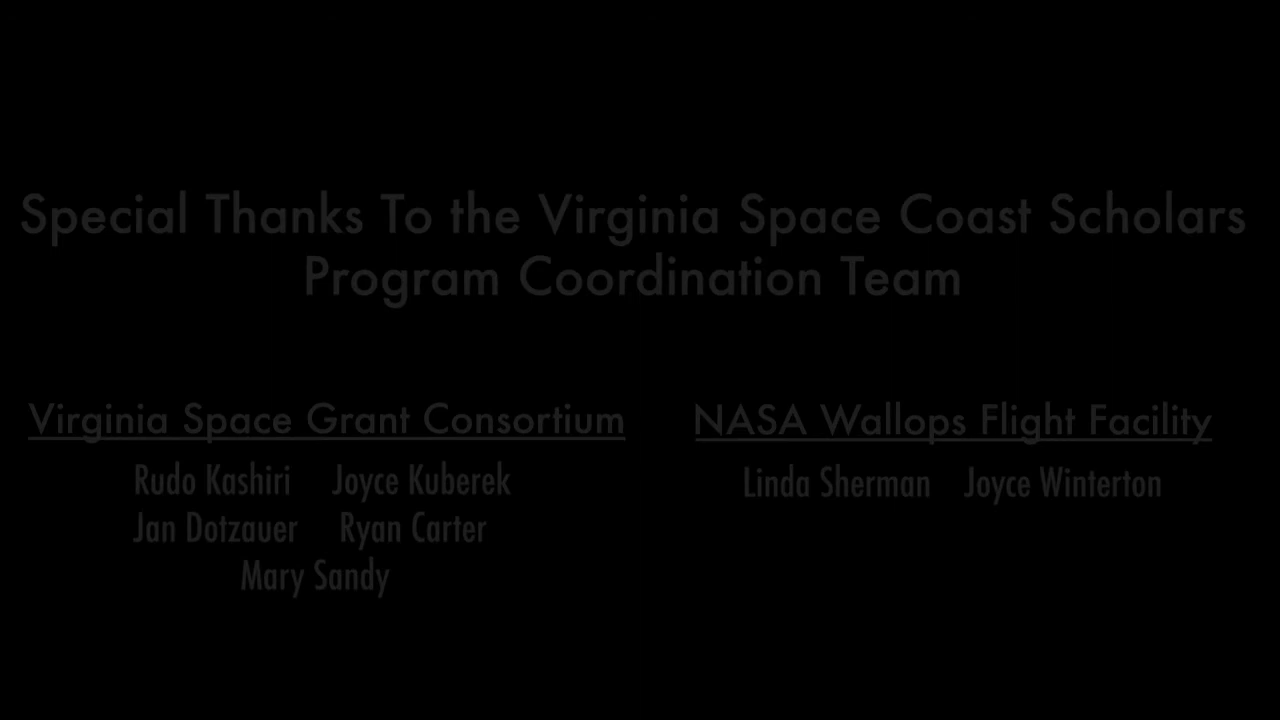 Special Thanks To the Virginia Space Coast Scholars
Program Coordination Team
Virginia Space Grant Consortium
Rudo Kashiri Joyce Kuberek
Jan Dotzauer Ryan Carter
Mary Sandy
NASA Wallops Flight Facility
Linda Sherman Joyce Winterton